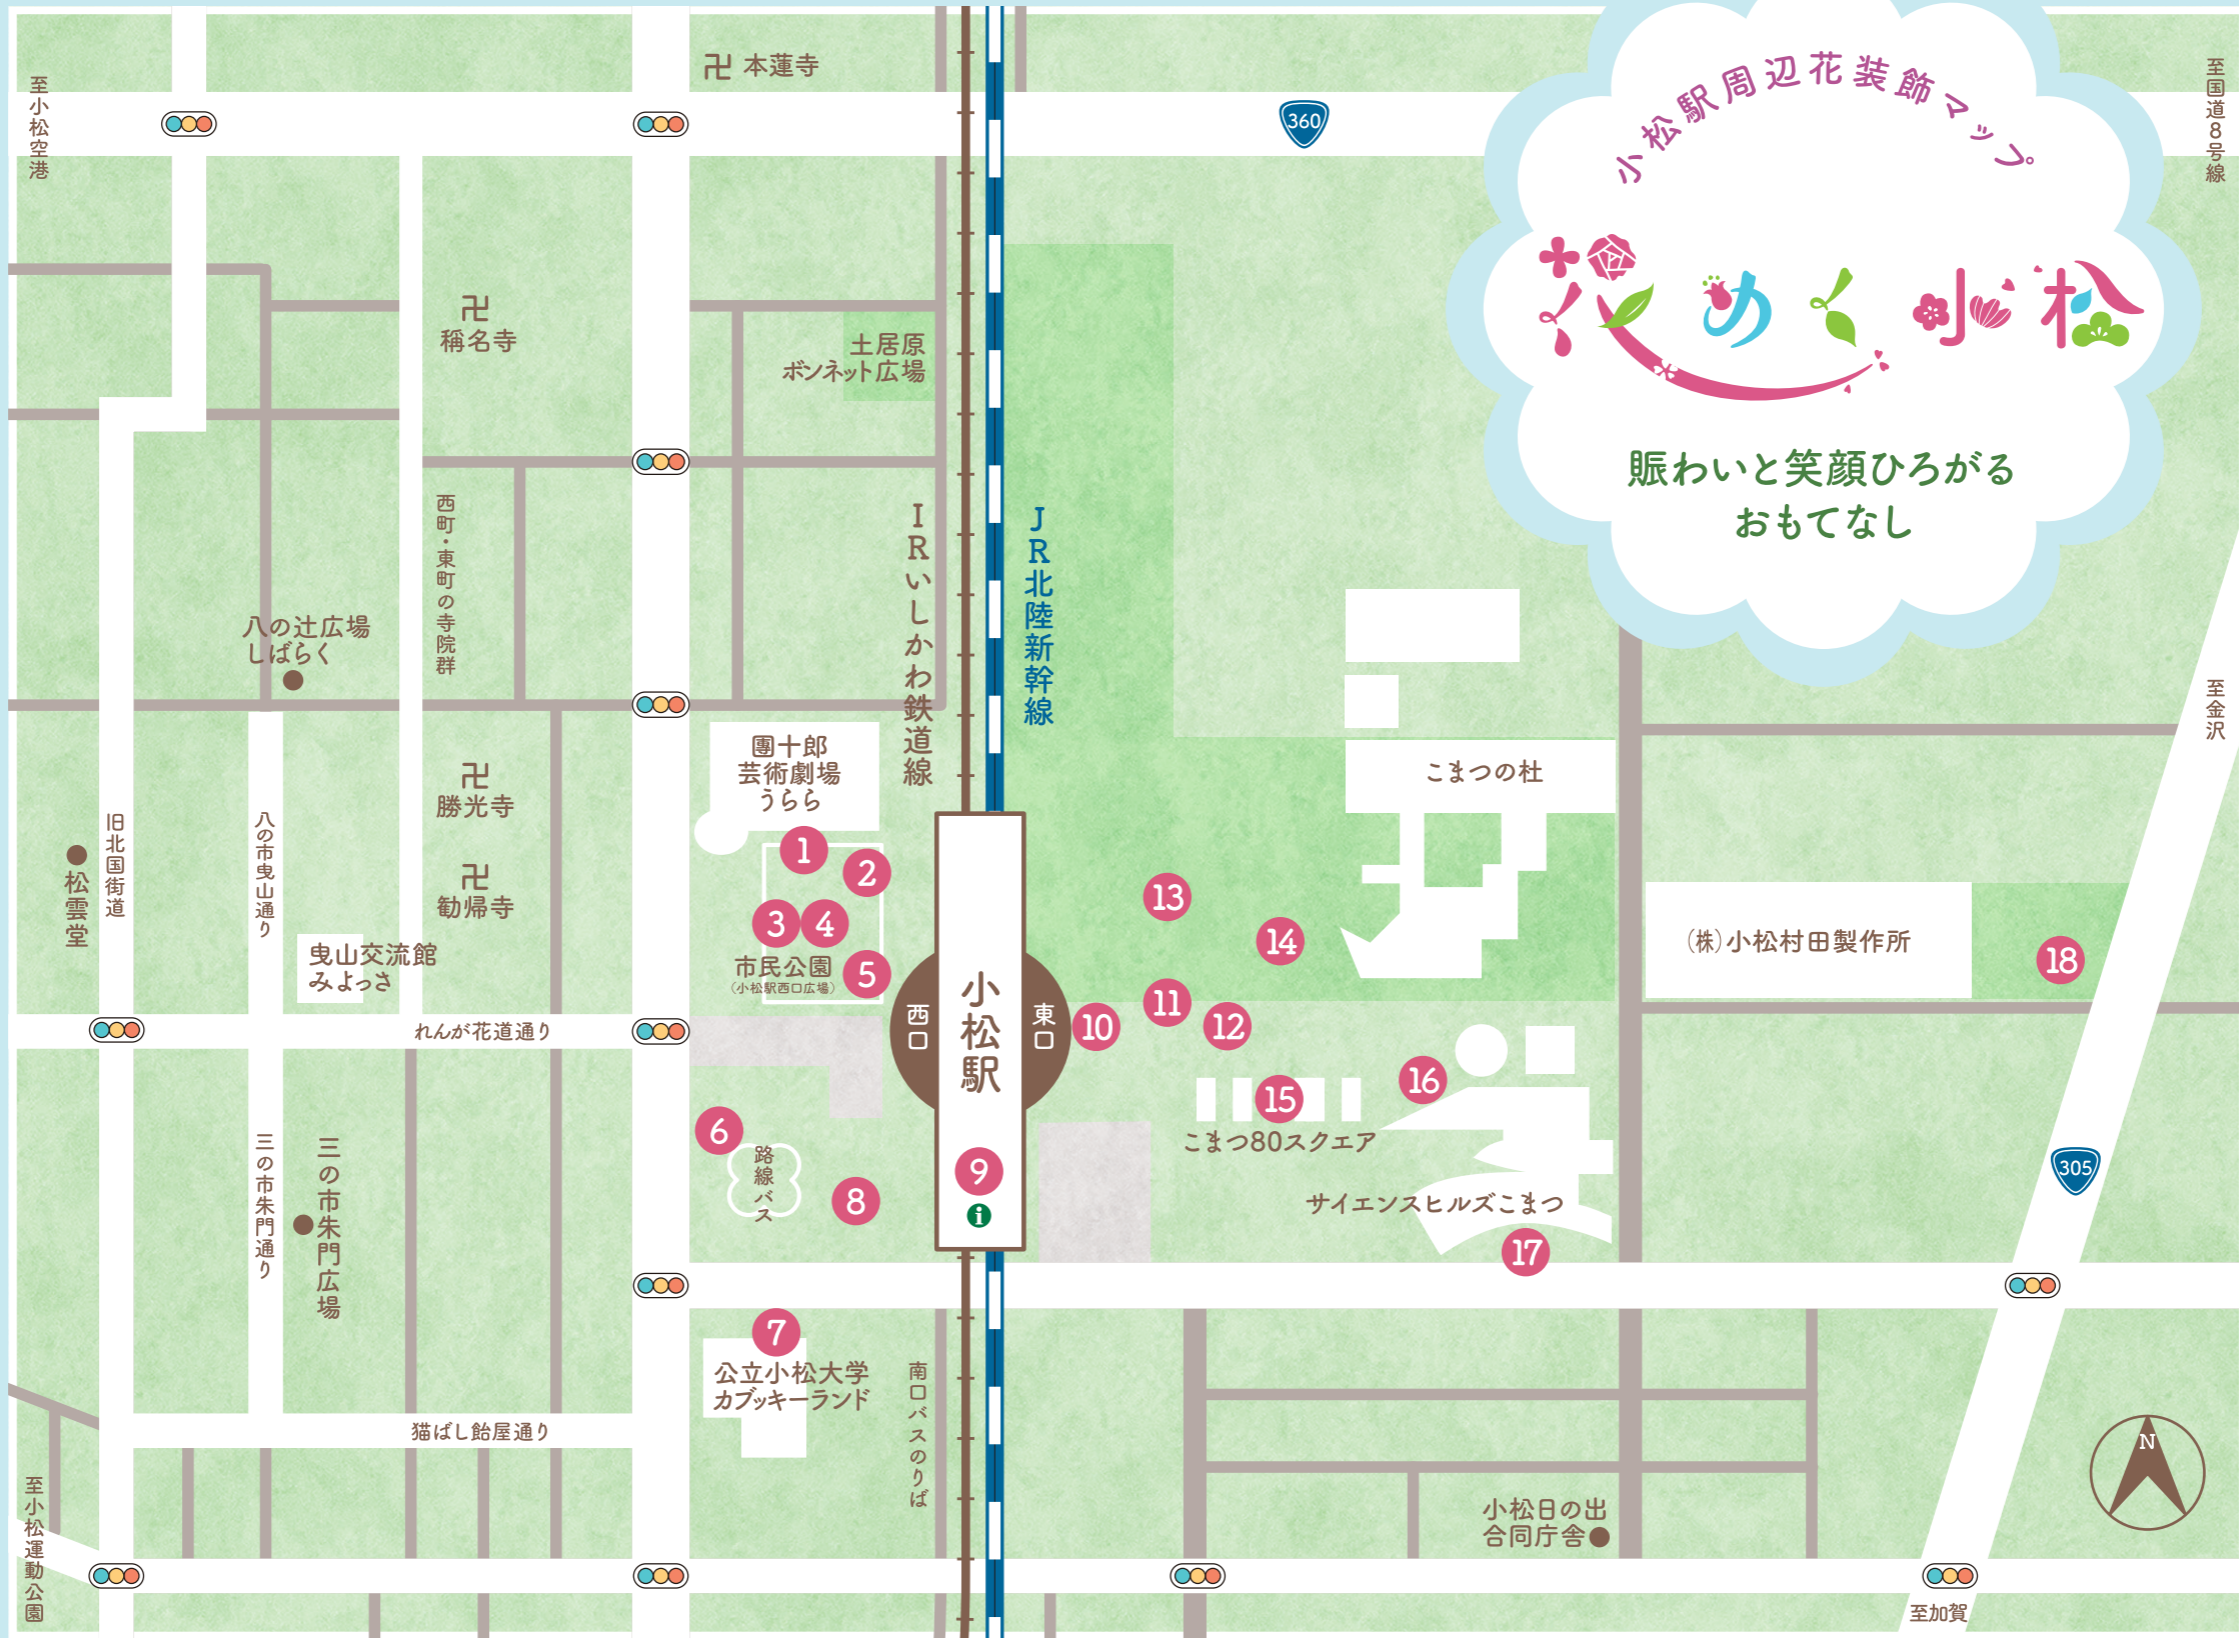 小松駅周辺花装飾マップ
花めく小松
賑わいと笑顔ひろがる
おもてなし
至小松空港
卍 本蓮寺
360
至国道8号線
卍
稱名寺
土居原
ボンネット広場
西町・東町の寺院群
IRいしかわ鉄道線
JR北陸新幹線
八の辻広場
しばらく
至金沢
團十郎
芸術劇場
うらら
こまつの杜
卍
勝光寺
旧北国街道
八の市曳山通り
松雲堂
卍
勧帰寺
1
2
3
4
5
市民公園
(小松駅西口広場)
曳山交流館
みよっさ
れんが花道通り
西口
小松駅
東口
13
14
11
10
12
(株)小松村田製作所
18
16
15
こまつ80スクエア
6
路線バス
8
9
i
サイエンスヒルズこまつ
17
305
三の市朱門通り
三の市朱門広場
7
公立小松大学
カブッキーランド
南口バスのりば
猫ばし飴屋通り
至小松運動公園
小松日の出
合同庁舎
N
至加賀